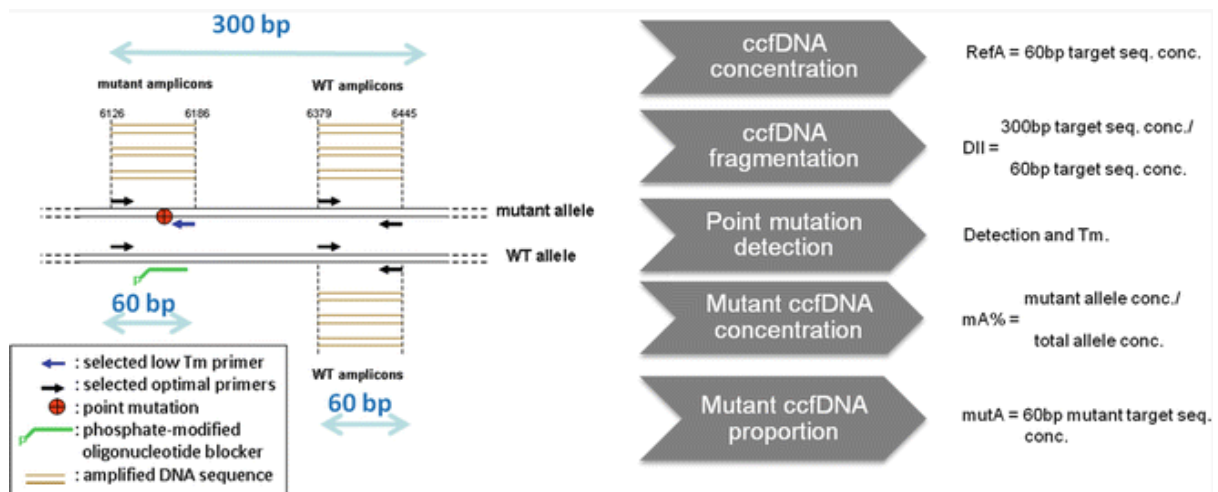 300 bp
mutant amplicons
WT amplicons
6126
6186
6379
6445
mutant allele
WT allele
60 bp
WT amplicons
60 bp
: selected low Tm primer
: selected optimal primers
: point mutation
p
: phosphate-modified
oligonucleotide blocker
: amplified DNA sequence
p
ccfDNA
concentration
RefA = 60bp target seq. conc.
ccfDNA
fragmentation
300bp target seq. conc./
DII =
60bp target seq. conc.
Point mutation
detection
Detection and Tm.
Mutant ccfDNA
concentration
mutant allele conc./
mA% =
total allele conc.
Mutant ccfDNA
proportion
mutA = 60bp mutant target seq.
conc.